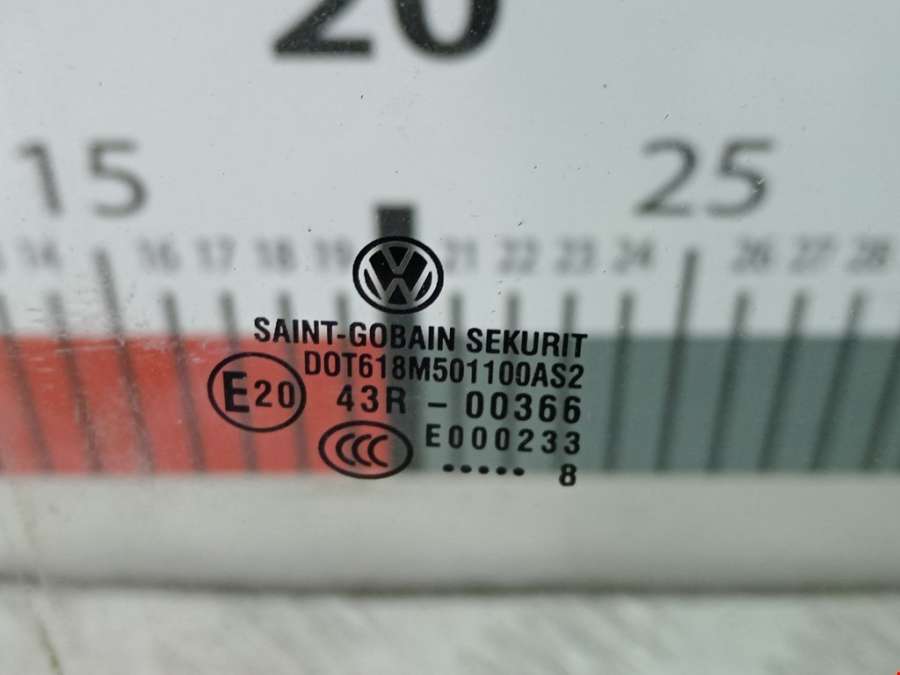 20
15 25
14 16 17 18 19 21 22 23 24 26 27 28
SAINT-GOBAIN SEKURIT
DOT618M501100AS2
E20 43R - 00366
CCC E000233
..... 8